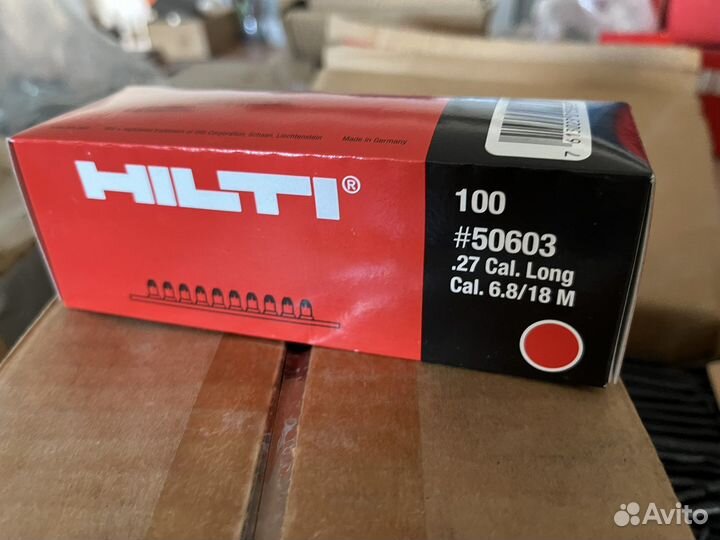 Made in Germany
HILTI®
100
#50603
.27 Cal. Long
Cal. 6.8/18 M
Avito